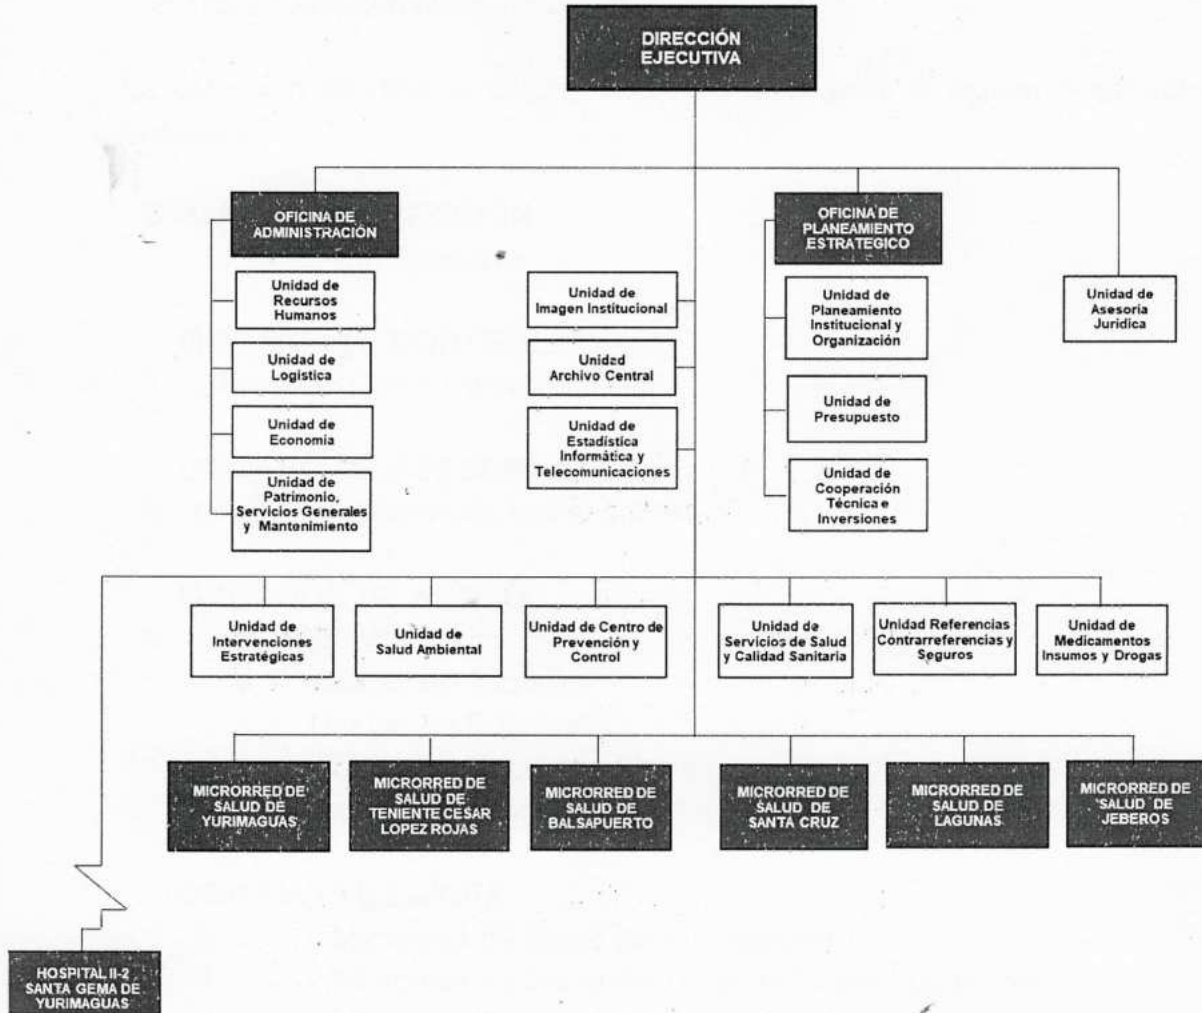 DIRECCIÓN
EJECUTIVA
OFICINA DE
ADMINISTRACIÓN
OFICINA DE
PLANEAMIENTO
ESTRATEGICO
Unidad de
Recursos
Humanos
Unidad de
Logística
Unidad de
Economía
Unidad de
Patrimonio,
Servicios Generales
y Mantenimiento
Unidad de
Imagen Institucional
Unidad
Archivo Central
Unidad de
Estadística
Informática y
Telecomunicaciones
Unidad de
Planeamiento
Institucional y
Organización
Unidad de
Presupuesto
Unidad de
Cooperación
Técnica e
Inversiones
Unidad de
Asesoría
Jurídica
Unidad de
Intervenciones
Estratégicas
Unidad de
Salud Ambiental
Unidad de Centro de
Prevención y
Control
Unidad de
Servicios de Salud
y Calidad Sanitaria
Unidad Referencias
Contrarreferencias y
Seguros
Unidad de
Medicamentos
Insumos y Drogas
MICRORRED DE
SALUD DE
YURIMAGUAS
MICRORRED DE
SALUD DE
TENIENTE CESAR
LOPEZ ROJAS
MICRORRED DE
SALUD DE
BALSAPUERTO
MICRORRED DE
SALUD DE
SANTA CRUZ
MICRORRED DE
SALUD DE
LAGUNAS
MICRORRED DE
SALUD DE
JEBEROS
HOSPITAL II-2
SANTA GEMA DE
YURIMAGUAS